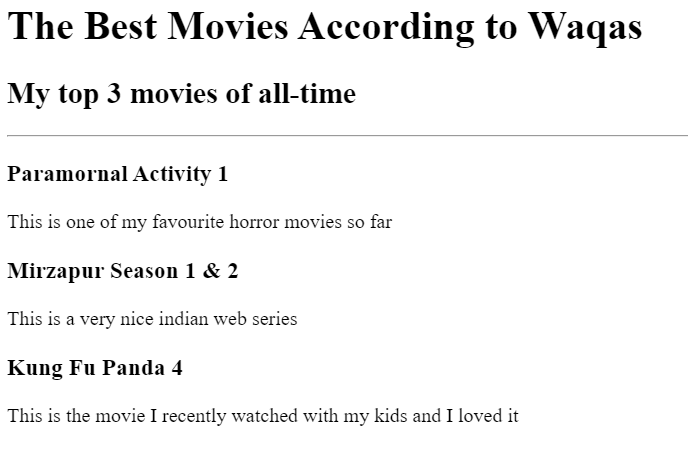 The Best Movies According to Waqas
My top 3 movies of all-time
Paramornal Activity 1
This is one of my favourite horror movies so far
Mirzapur Season 1 & 2
This is a very nice indian web series
Kung Fu Panda 4
This is the movie I recently watched with my kids and I loved it